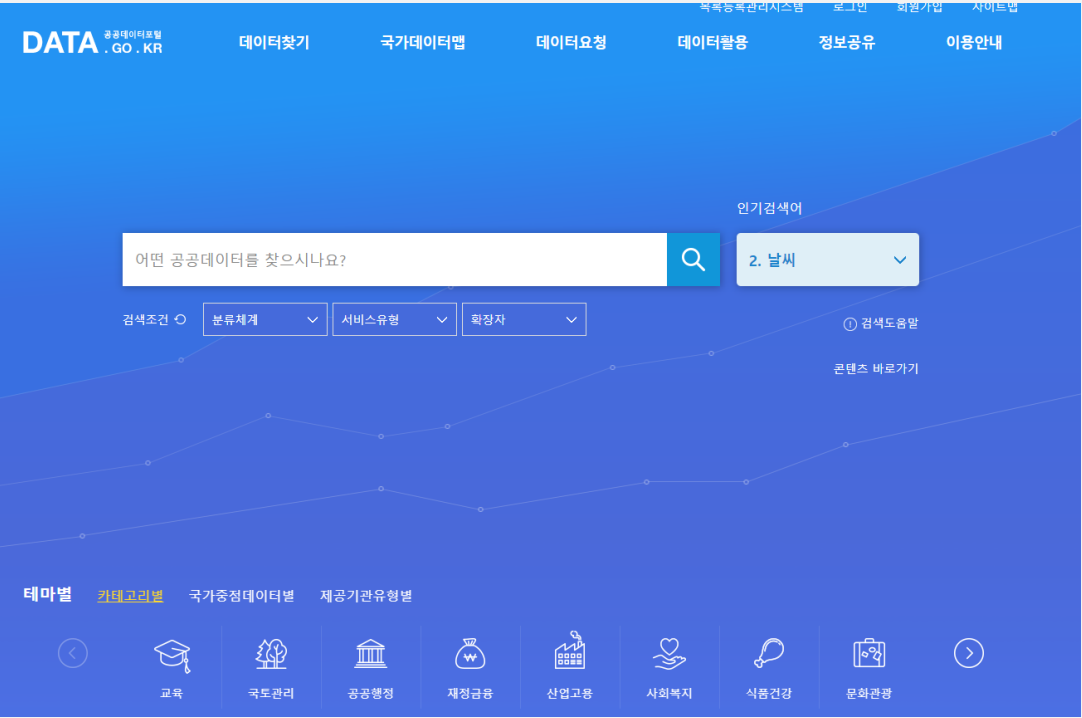 목록등록관리시스템 로그인 회원가입 사이트맵
DATA 공공데이터포털 . GO . KR
데이터찾기 국가데이터맵 데이터요청 데이터활용 정보공유 이용안내
인기검색어
어떤 공공데이터를 찾으시나요?
2. 날씨
검색조건 분류체계 서비스유형 확장자
검색도움말
콘텐츠 바로가기
테마별 카테고리별 국가중점데이터별 제공기관유형별
교육 국토관리 공공행정 재정금융 산업고용 사회복지 식품건강 문화관광